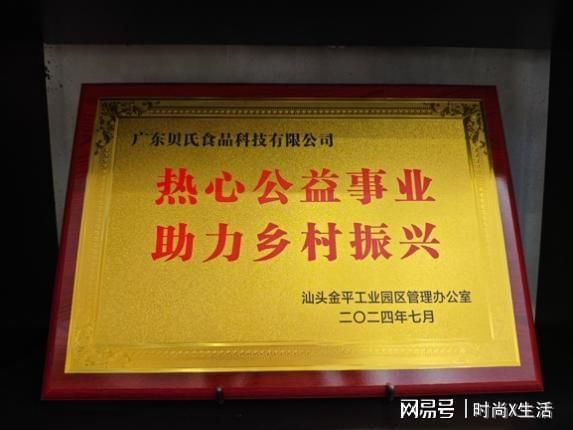 广东贝氏食品科技有限公司
热心公益事业
助力乡村振兴
汕头金平工业园区管理办公室
二〇二四年七月
网易号 | 时尚X生活